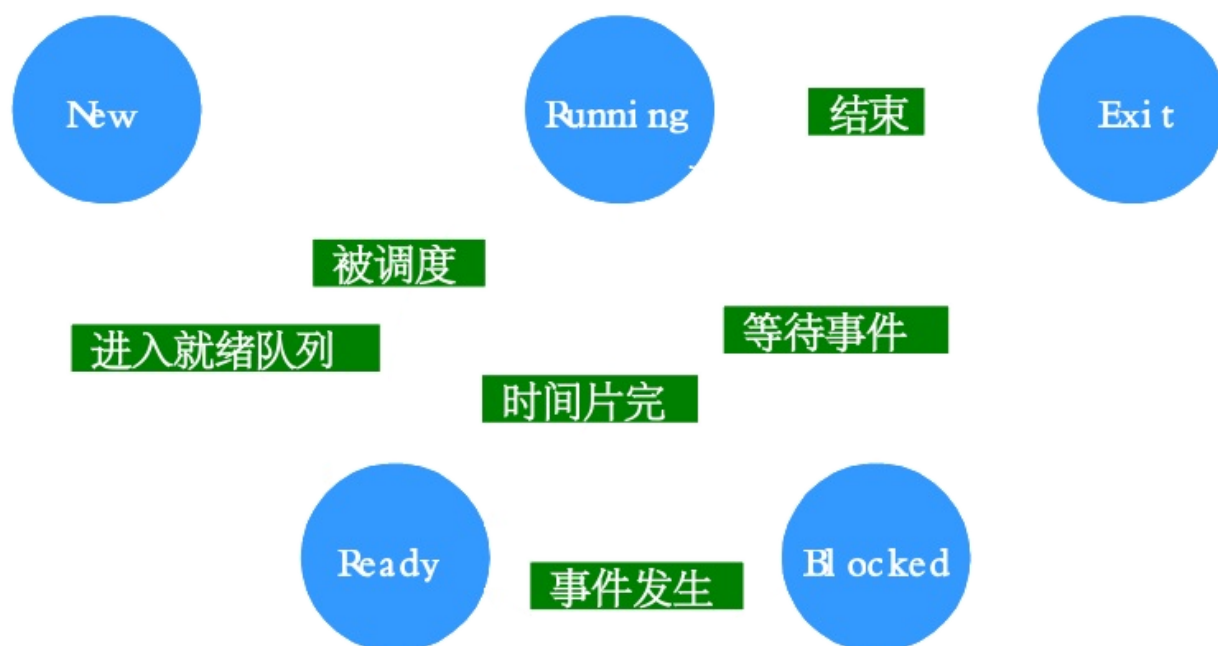 New
Running
结束
Exit
被调度
进入就绪队列
等待事件
时间片完
Ready
事件发生
Blocked